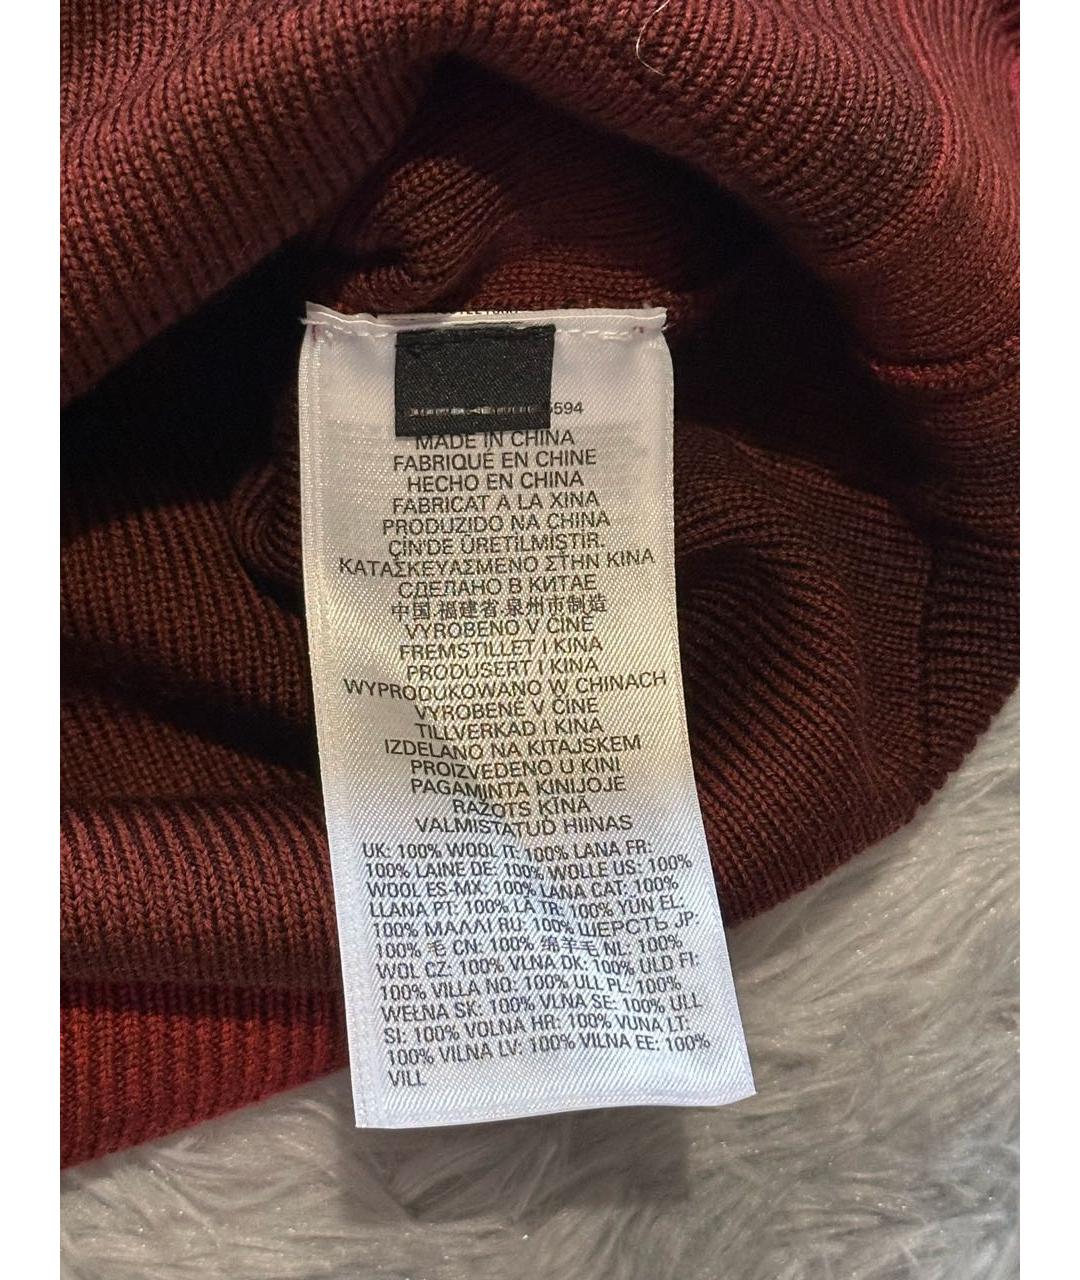 5594
MADE IN CHINA
FABRIQUÉ EN CHINE
HECHO EN CHINA
FABRICAT A LA XINA
PRODUZIDO NA CHINA
ÇİN'DE ÜRETİLMİŞTİR.
ΚΑΤΑΣΚΕΥΑΣΜΕΝΟ ΣΤΗΝ ΚΙΝΑ
СДЕЛАНО В КИТАЕ
中国.福建省.泉州市制造
VYROBENO V ČÍNĚ
FREMSTILLET I KINA
PRODUSERT I KINA
WYPRODUKOWANO W CHINACH
VYROBENÉ V ČÍNE
TILLVERKAD I KINA
IZDELANO NA KITAJSKEM
PROIZVEDENO U KINI
PAGAMINTA KINIJOJE
RAŽOTS ĶĪNĀ
VALMISTATUD HIINAS
UK: 100% WOOL IT: 100% LANA FR:
100% LAINE DE: 100% WOLLE US: 100%
WOOL ES-MX: 100% LANA CAT: 100%
LLANA PT: 100% LÃ TR: 100% YÜN EL:
100% ΜΑΛΛΙ RU: 100% ШЕРСТЬ JP:
100% 毛 CN: 100% 绵羊毛 NL: 100%
WOL CZ: 100% VLNA DK: 100% ULD FI:
100% VILLA NO: 100% ULL PL: 100%
WEŁNA SK: 100% VLNA SE: 100% ULL
SI: 100% VOLNA HR: 100% VUNA LT:
100% VILNA LV: 100% VILNA EE: 100%
VILL